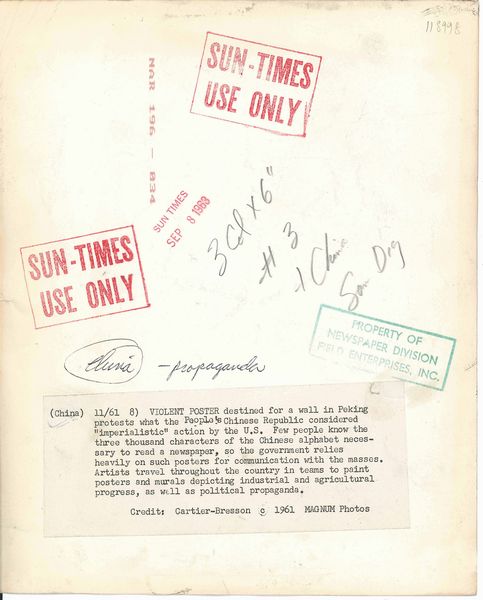 118998
SUN-TIMES
USE ONLY
SUN TIMES
SEP 8 1963
3 Col x 6"
# 3
SUN-TIMES
USE ONLY
PROPERTY OF
NEWSPAPER DIVISION
FIELD ENTERPRISES, INC.
China - propaganda
(China) 11/61 8) VIOLENT POSTER destined for a wall in Peking
protests what the People's Chinese Republic considered
"imperialistic" action by the U.S. Few people know the
three thousand characters of the Chinese alphabet neces-
sary to read a newspaper, so the government relies
heavily on such posters for communication with the masses.
Artists travel throughout the country in teams to paint
posters and murals depicting industrial and agricultural
progress, as well as political propaganda.
Credit: Cartier-Bresson c 1961 MAGNUM Photos